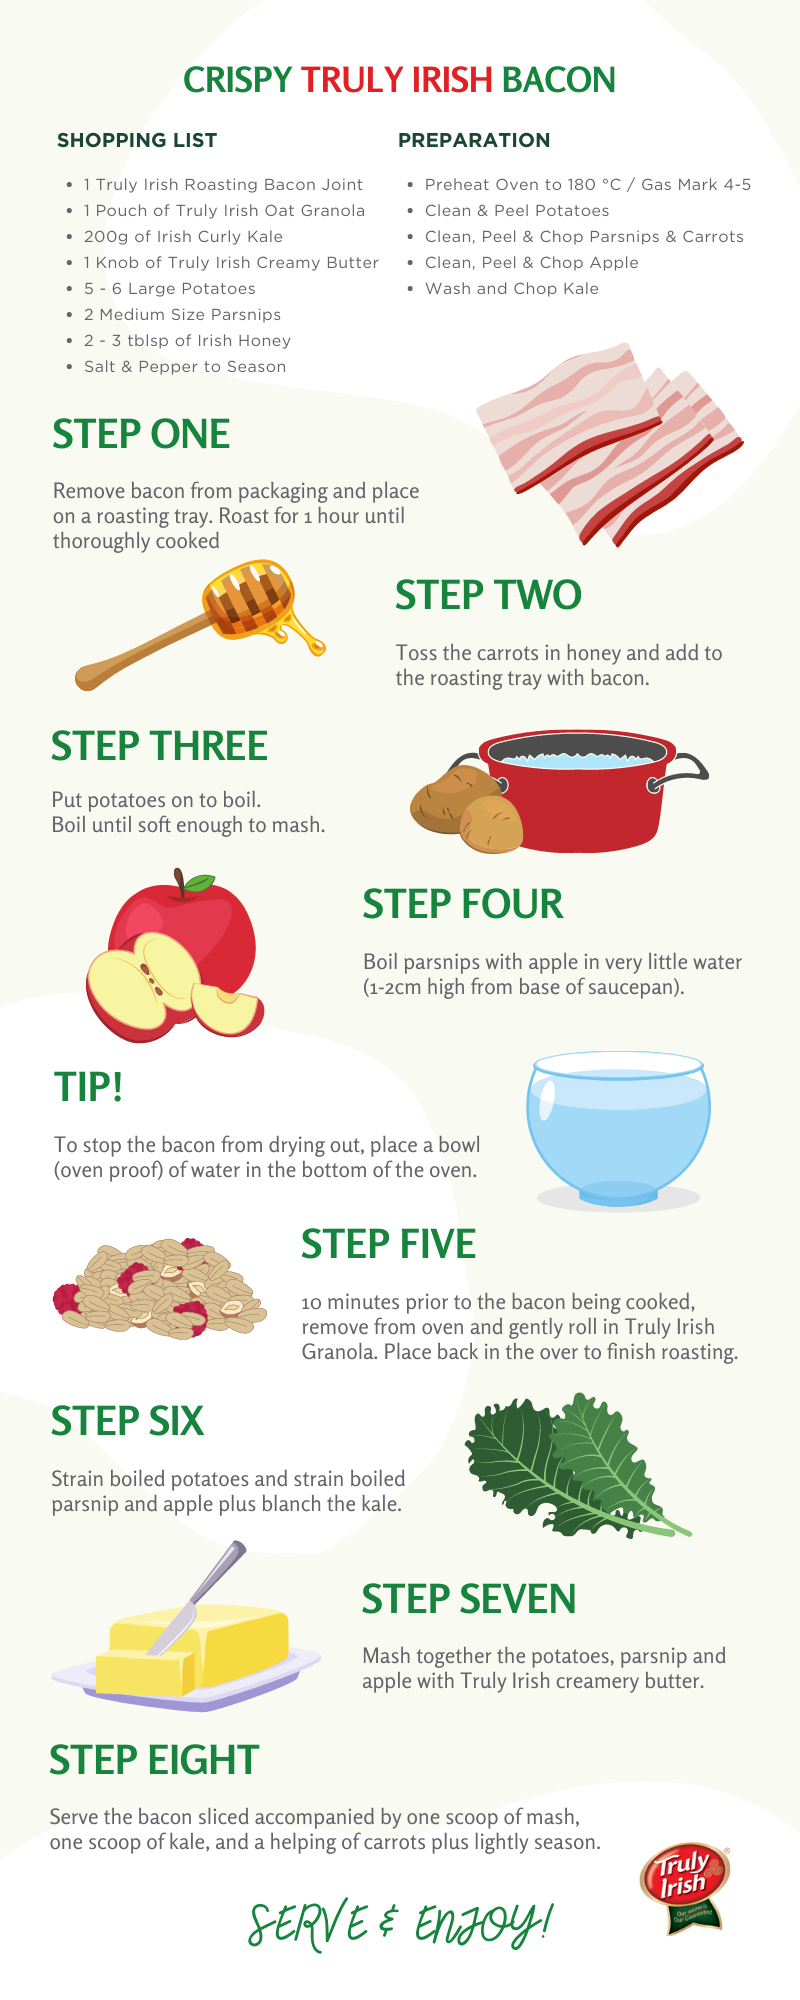 CRISPY TRULY IRISH BACON
SHOPPING LIST
1 Truly Irish Roasting Bacon Joint
1 Pouch of Truly Irish Oat Granola
200g of Irish Curly Kale
1 Knob of Truly Irish Creamy Butter
5 - 6 Large Potatoes
2 Medium Size Parsnips
2 - 3 tblsp of Irish Honey
Salt & Pepper to Season
PREPARATION
Preheat Oven to 180 °C / Gas Mark 4-5
Clean & Peel Potatoes
Clean, Peel & Chop Parsnips & Carrots
Clean, Peel & Chop Apple
Wash and Chop Kale
STEP ONE
Remove bacon from packaging and place
on a roasting tray. Roast for 1 hour until
thoroughly cooked
STEP TWO
Toss the carrots in honey and add to
the roasting tray with bacon.
STEP THREE
Put potatoes on to boil.
Boil until soft enough to mash.
STEP FOUR
Boil parsnips with apple in very little water
(1-2cm high from base of saucepan).
TIP!
To stop the bacon from drying out, place a bowl
(oven proof) of water in the bottom of the oven.
STEP FIVE
10 minutes prior to the bacon being cooked,
remove from oven and gently roll in Truly Irish
Granola. Place back in the over to finish roasting.
STEP SIX
Strain boiled potatoes and strain boiled
parsnip and apple plus blanch the kale.
STEP SEVEN
Mash together the potatoes, parsnip and
apple with Truly Irish creamery butter.
STEP EIGHT
Serve the bacon sliced accompanied by one scoop of mash,
one scoop of kale, and a helping of carrots plus lightly season.
SERVE & ENJOY!
Truly
Irish
®
Our name is
Our Guarantee